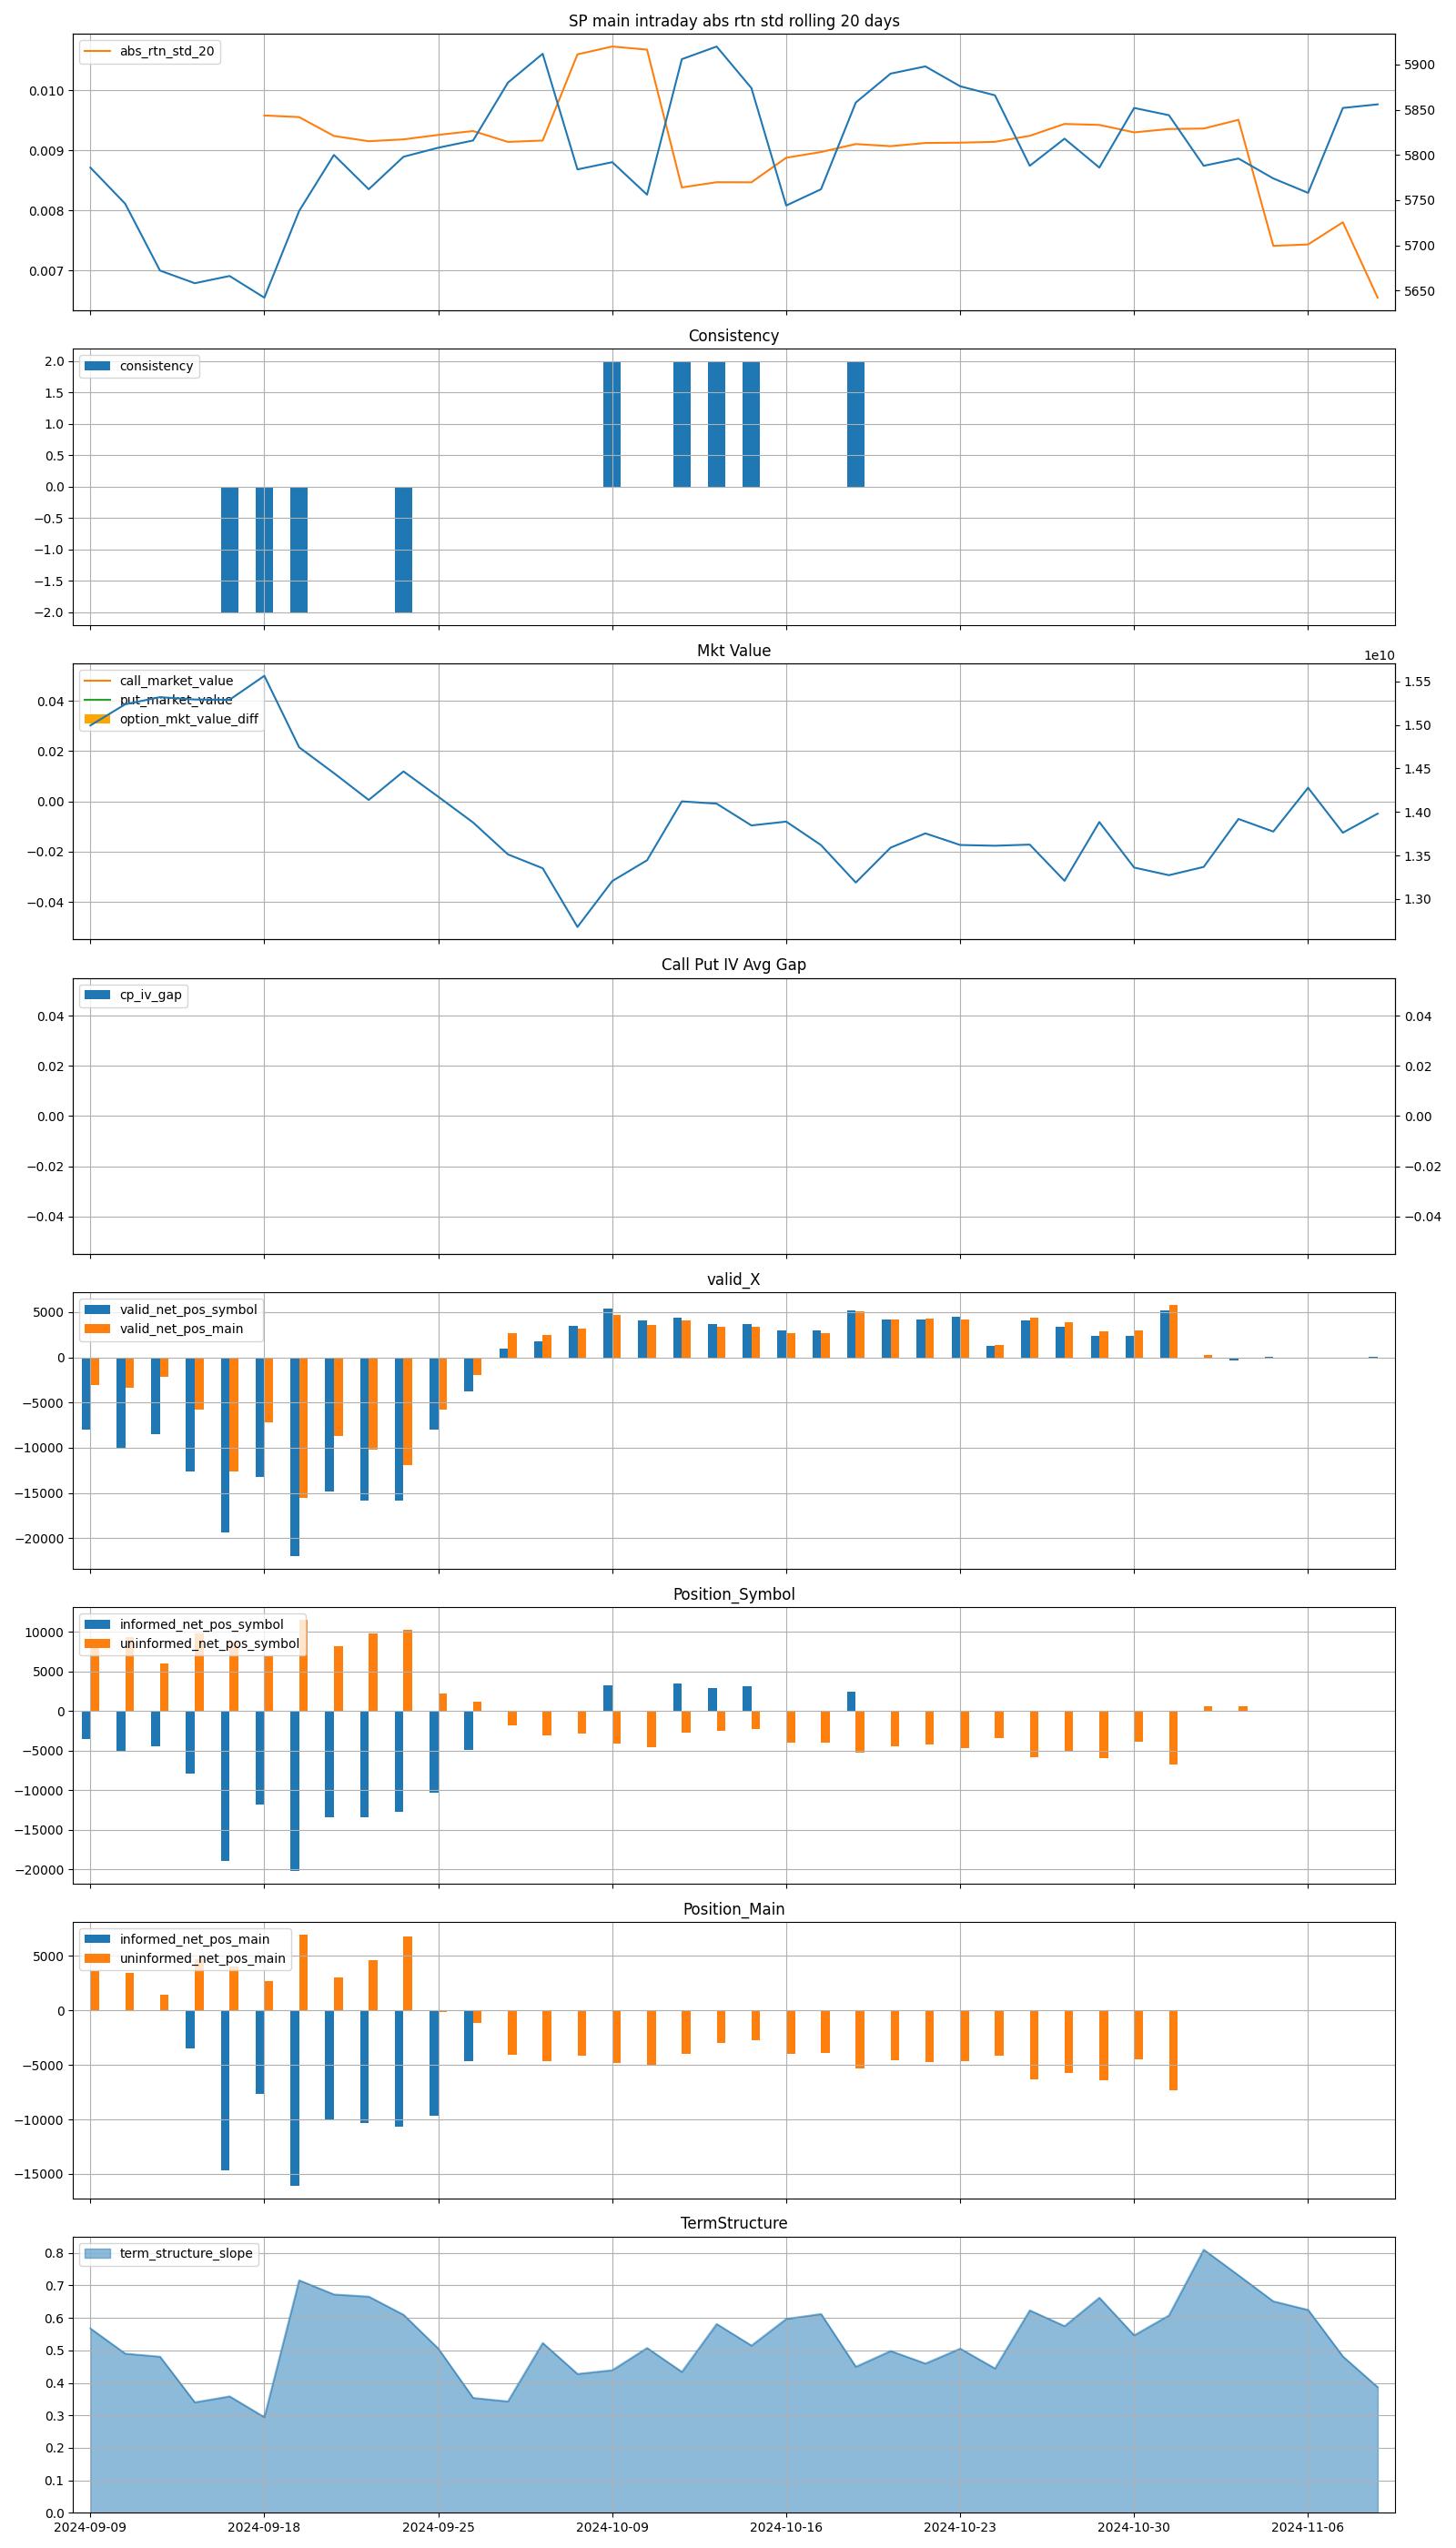 SP main intraday abs rtn std rolling 20 days
abs_rtn_std_20
0.010
0.009
0.008
0.007
5900
5850
5800
5750
5700
5650
Consistency
consistency
2.0
1.5
1.0
0.5
0.0
−0.5
−1.0
−1.5
−2.0
Mkt Value
1e10
call_market_value
put_market_value
option_mkt_value_diff
0.04
0.02
0.00
−0.02
−0.04
1.55
1.50
1.45
1.40
1.35
1.30
Call Put IV Avg Gap
cp_iv_gap
0.04
0.02
0.00
−0.02
−0.04
0.04
0.02
0.00
−0.02
−0.04
valid_X
valid_net_pos_symbol
valid_net_pos_main
5000
0
−5000
−10000
−15000
−20000
Position_Symbol
informed_net_pos_symbol
uninformed_net_pos_symbol
10000
5000
0
−5000
−10000
−15000
−20000
Position_Main
informed_net_pos_main
uninformed_net_pos_main
5000
0
−5000
−10000
−15000
TermStructure
term_structure_slope
0.8
0.7
0.6
0.5
0.4
0.3
0.2
0.1
0.0
2024-09-09 2024-09-18 2024-09-25 2024-10-09 2024-10-16 2024-10-23 2024-10-30 2024-11-06